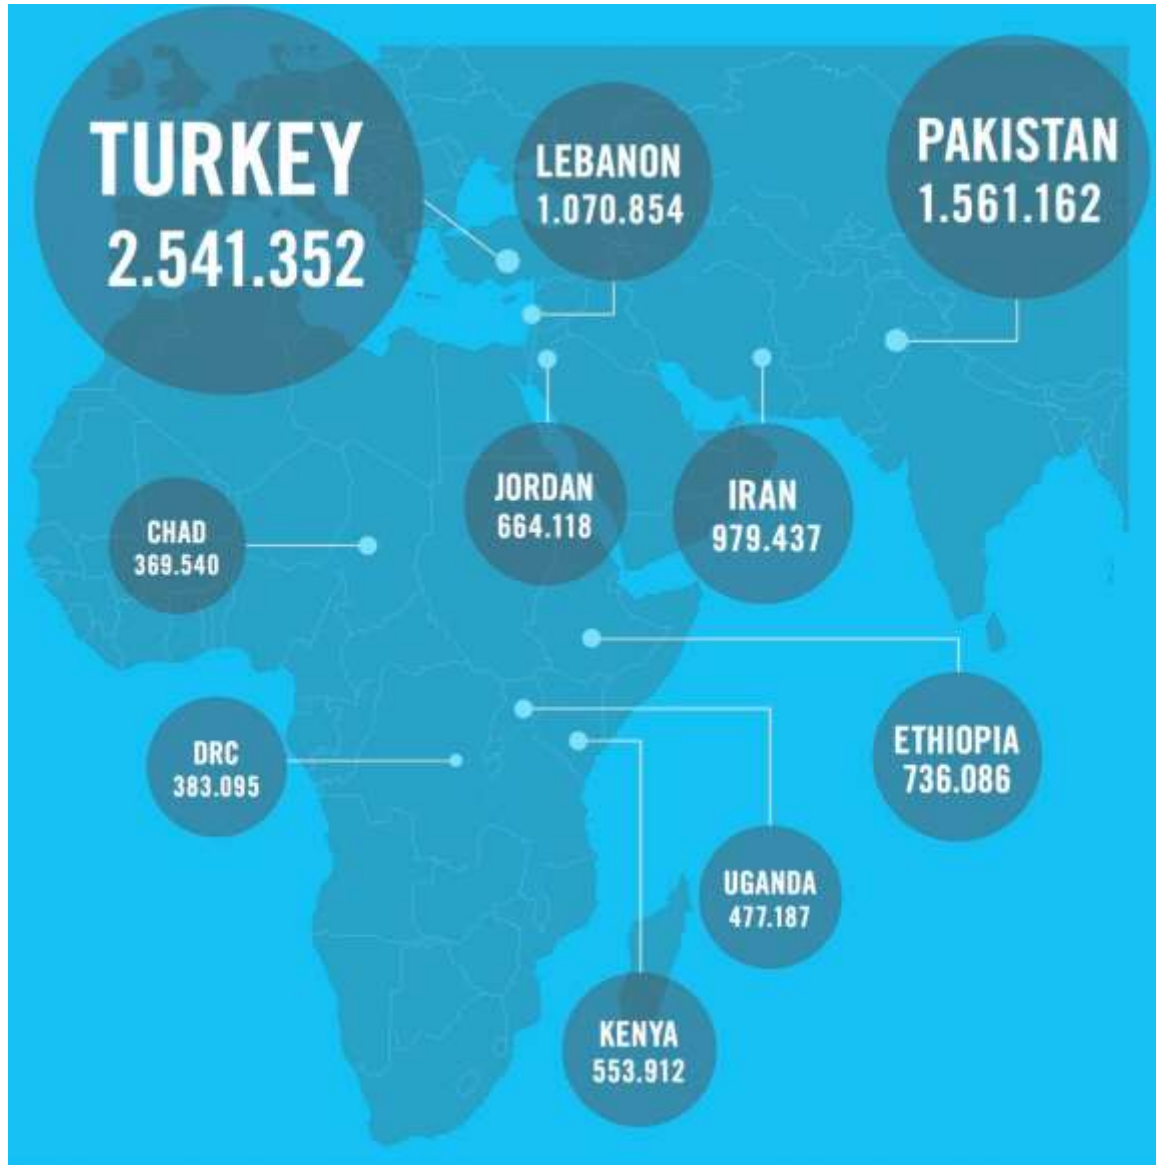 TURKEY
2.541.352
LEBANON
1.070.854
PAKISTAN
1.561.162
JORDAN
664.118
IRAN
979.437
CHAD
369.540
DRC
383.095
ETHIOPIA
736.086
UGANDA
477.187
KENYA
553.912